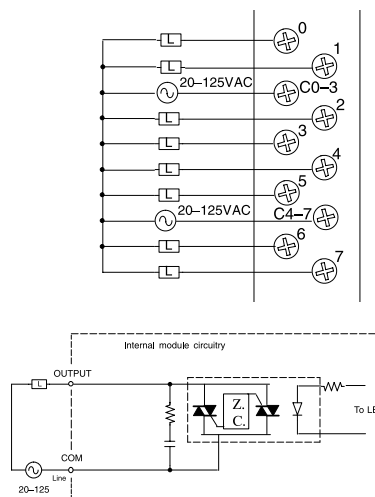 L 0
L 1
20–125VAC C0–3
L 2
L 3
L 4
L 5
20–125VAC C4–7
L 6
L 7
Internal module circuitry
OUTPUT
L
Z.
C.
To LE
COM
Line
20–125